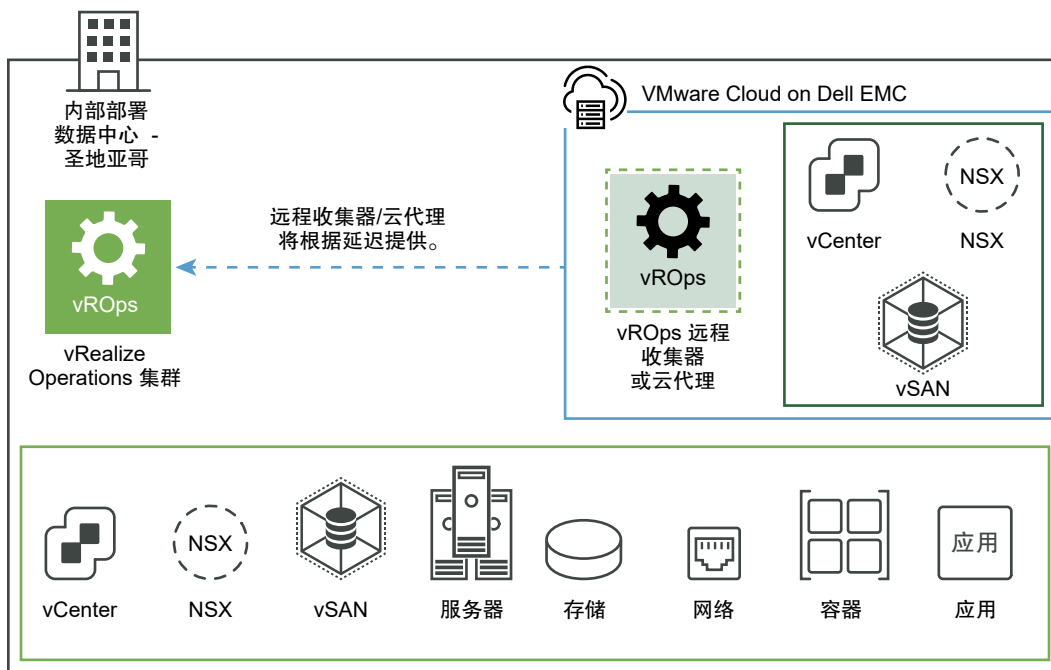 内部部署
数据中心 -
圣地亚哥
VMware Cloud on Dell EMC
vROps
vRealize
Operations 集群
远程收集器/云代理
将根据延迟提供。
vROps
vROps 远程
收集器
或云代理
vCenter
NSX
NSX
vSAN
vCenter
NSX
NSX
vSAN
服务器
存储
网络
容器
应用
应用